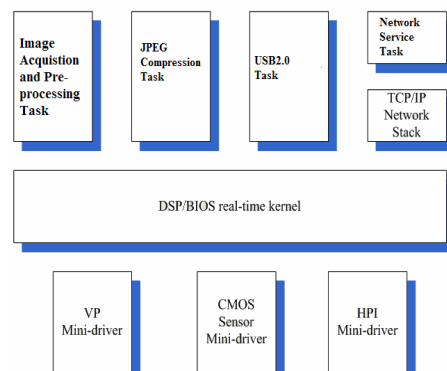 Image
Acquistion
and Pre-
processing
Task
JPEG
Compression
Task
USB2.0
Task
Network
Service
Task
TCP/IP
Network
Stack
DSP/BIOS real-time kernel
VP
Mini-driver
CMOS
Sensor
Mini-driver
HPI
Mini-driver